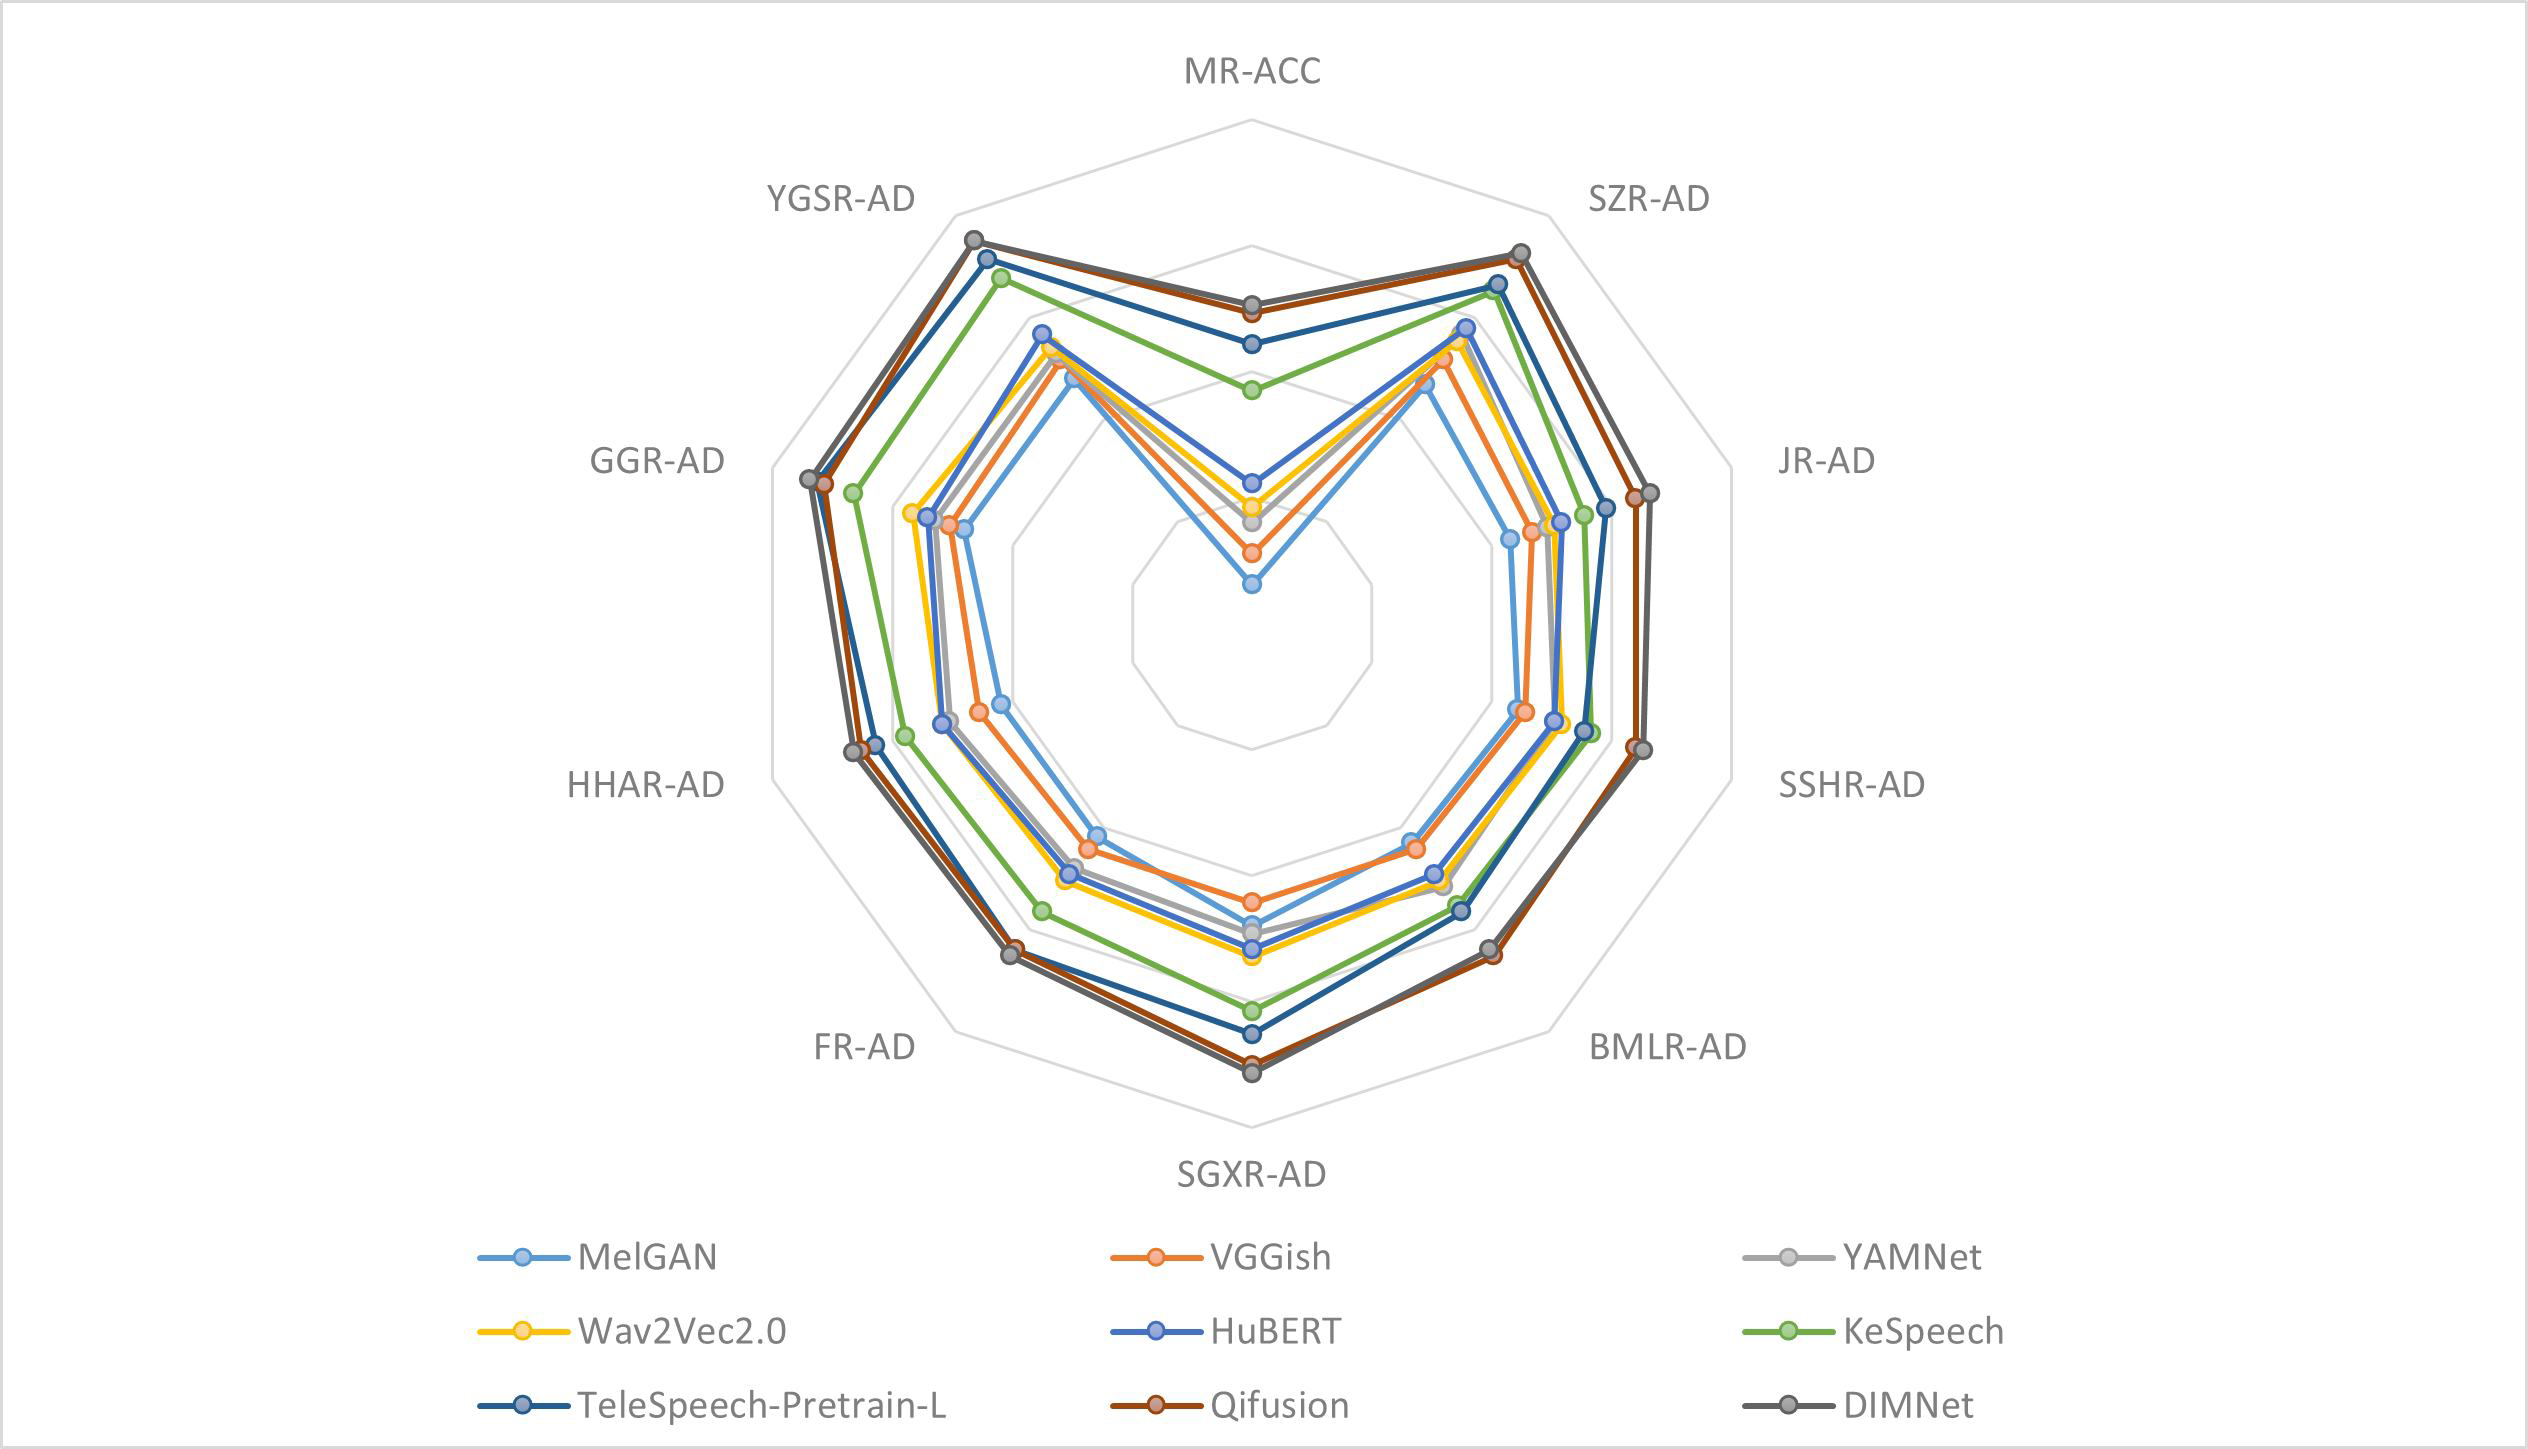 MR-ACC
YGSR-AD
SZR-AD
GGR-AD
JR-AD
HHAR-AD
SSHR-AD
FR-AD
BMLR-AD
SGXR-AD
MelGAN
VGGish
YAMNet
Wav2Vec2.0
HuBERT
KeSpeech
TeleSpeech-Pretrain-L
Qifusion
DIMNet